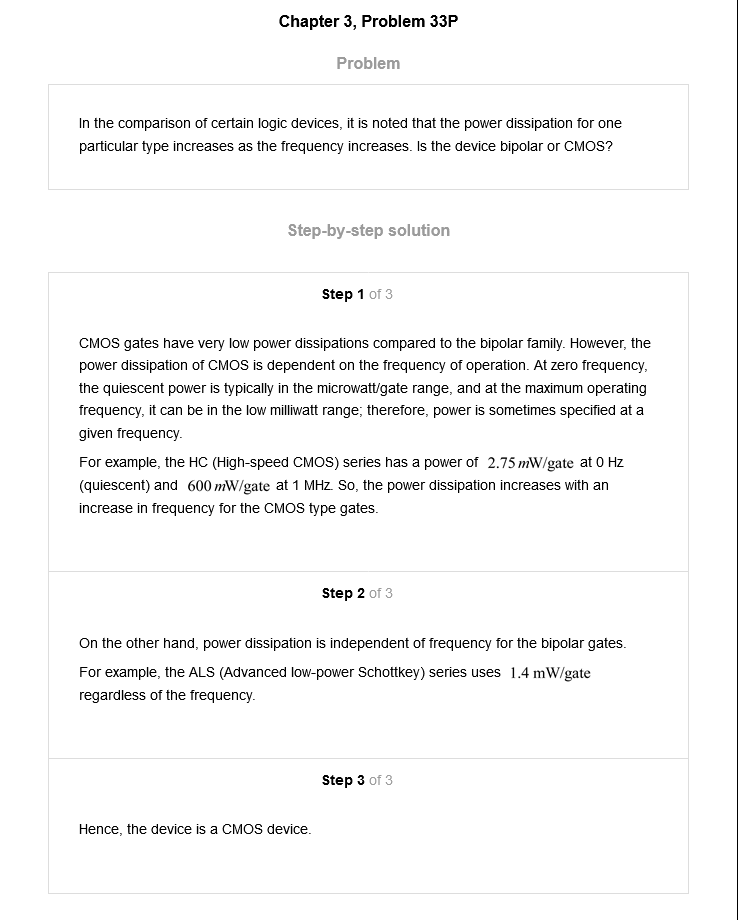 Chapter 3, Problem 33P
Problem
In the comparison of certain logic devices, it is noted that the power dissipation for one
particular type increases as the frequency increases. Is the device bipolar or CMOS?
Step-by-step solution
Step 1 of 3
CMOS gates have very low power dissipations compared to the bipolar family. However, the
power dissipation of CMOS is dependent on the frequency of operation. At zero frequency,
the quiescent power is typically in the microwatt/gate range, and at the maximum operating
frequency, it can be in the low milliwatt range; therefore, power is sometimes specified at a
given frequency.
For example, the HC (High-speed CMOS) series has a power of 2.75 mW/gate at 0 Hz
(quiescent) and 600 mW/gate at 1 MHz. So, the power dissipation increases with an
increase in frequency for the CMOS type gates.
Step 2 of 3
On the other hand, power dissipation is independent of frequency for the bipolar gates.
For example, the ALS (Advanced low-power Schottkey) series uses 1.4 mW/gate
regardless of the frequency.
Step 3 of 3
Hence, the device is a CMOS device.